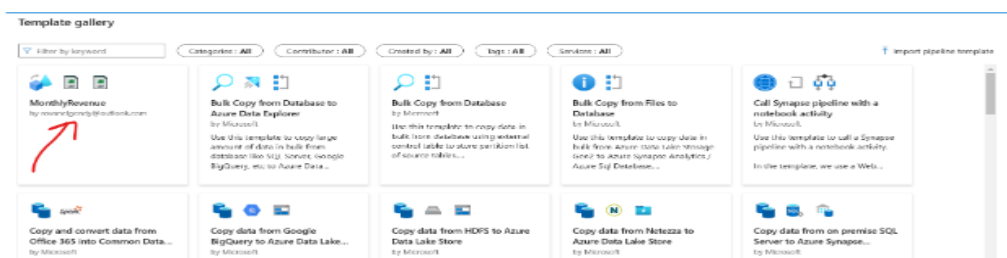 Template gallery
Filter by keyword
Categories : All
Contributor : All
Created by : All
Tags : All
Services : All
Import pipeline template
MonthlyRevenue
by
Bulk Copy from Database to
Azure Data Explorer
by Microsoft
Use this template to copy large
amount of data in bulk from
database like SQL Server, Google
BigQuery, etc to Azure Data...
Bulk Copy from Database
by Microsoft
Use this template to copy data in
bulk from database using external
control table to store partition list
of source tables....
Bulk Copy from Files to
Database
by Microsoft
Use this template to copy data in
bulk from Azure Data Lake Storage
Gen2 to Azure Synapse Analytics /
Azure Sql Database...
Call Synapse pipeline with a
notebook activity
by Microsoft
Use this template to call a Synapse
pipeline with a notebook activity.
In the template, we use a Web...
Spark
Copy and convert data from
Office 365 into Common Data...
by Microsoft
Copy data from Google
BigQuery to Azure Data Lake...
by Microsoft
Copy data from HDFS to Azure
Data Lake Store
by Microsoft
N
Copy data from Netezza to
Azure Data Lake Store
by Microsoft
SQL
Copy data from on premise SQL
Server to Azure Synapse...
by Microsoft